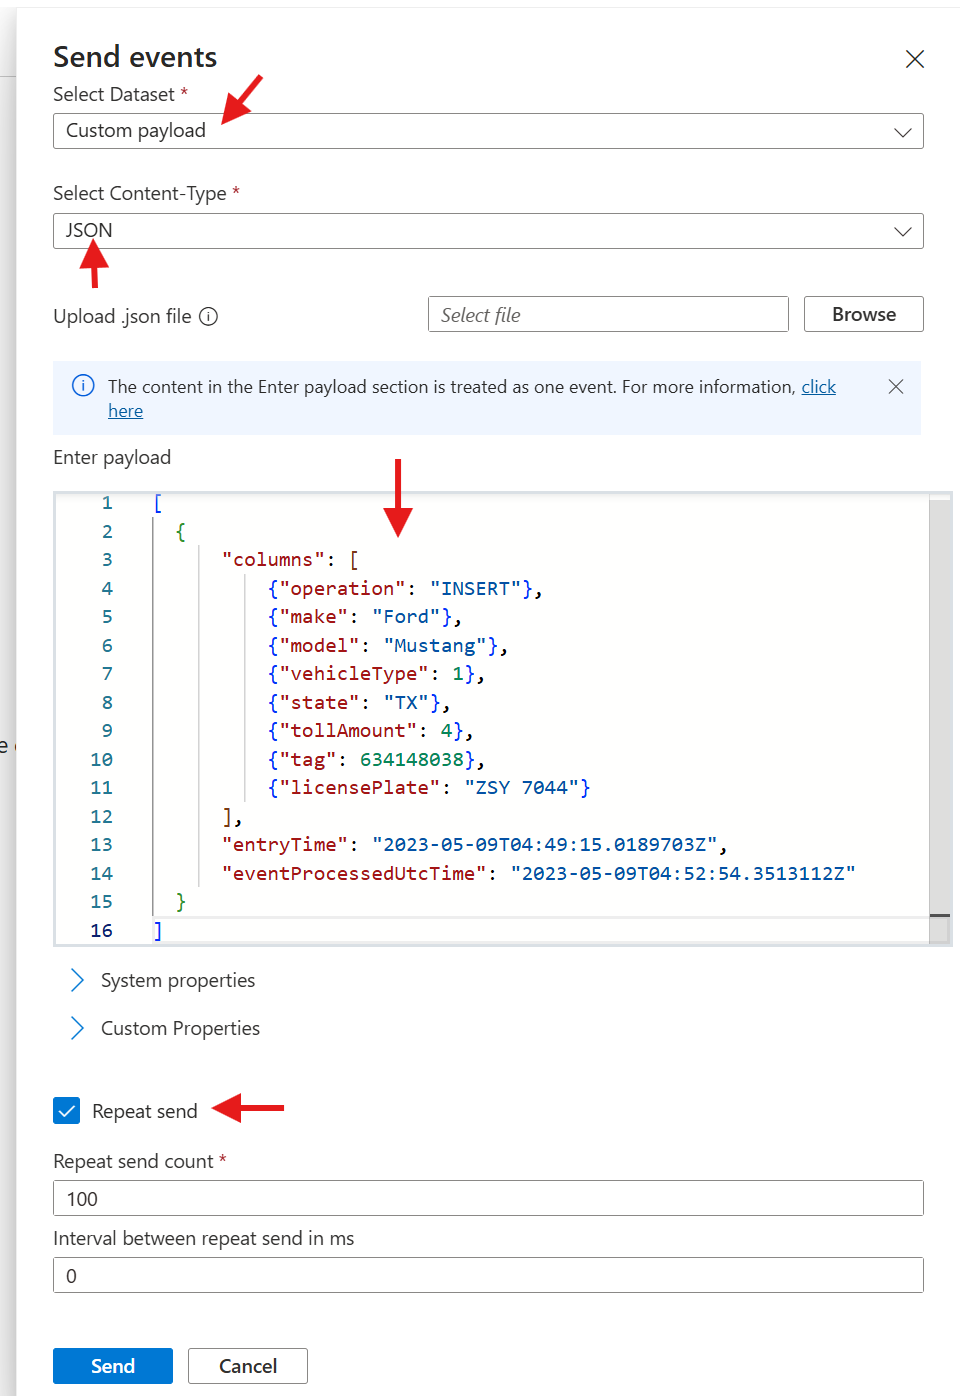 Send events
Select Dataset *
Custom payload
Select Content-Type *
JSON
Upload .json file
Select file
Browse
The content in the Enter payload section is treated as one event. For more information, click
here
Enter payload
1 [
2 {
3 "columns": [
4 {"operation": "INSERT"},
5 {"make": "Ford"},
6 {"model": "Mustang"},
7 {"vehicleType": 1},
8 {"state": "TX"},
9 {"tollAmount": 4},
10 {"tag": 634148038},
11 {"licensePlate": "ZSY 7044"}
12 ],
13 "entryTime": "2023-05-09T04:49:15.0189703Z",
14 "eventProcessedUtcTime": "2023-05-09T04:52:54.3513112Z"
15 }
16 ]
System properties
Custom Properties
Repeat send
Repeat send count *
100
Interval between repeat send in ms
0
Send
Cancel